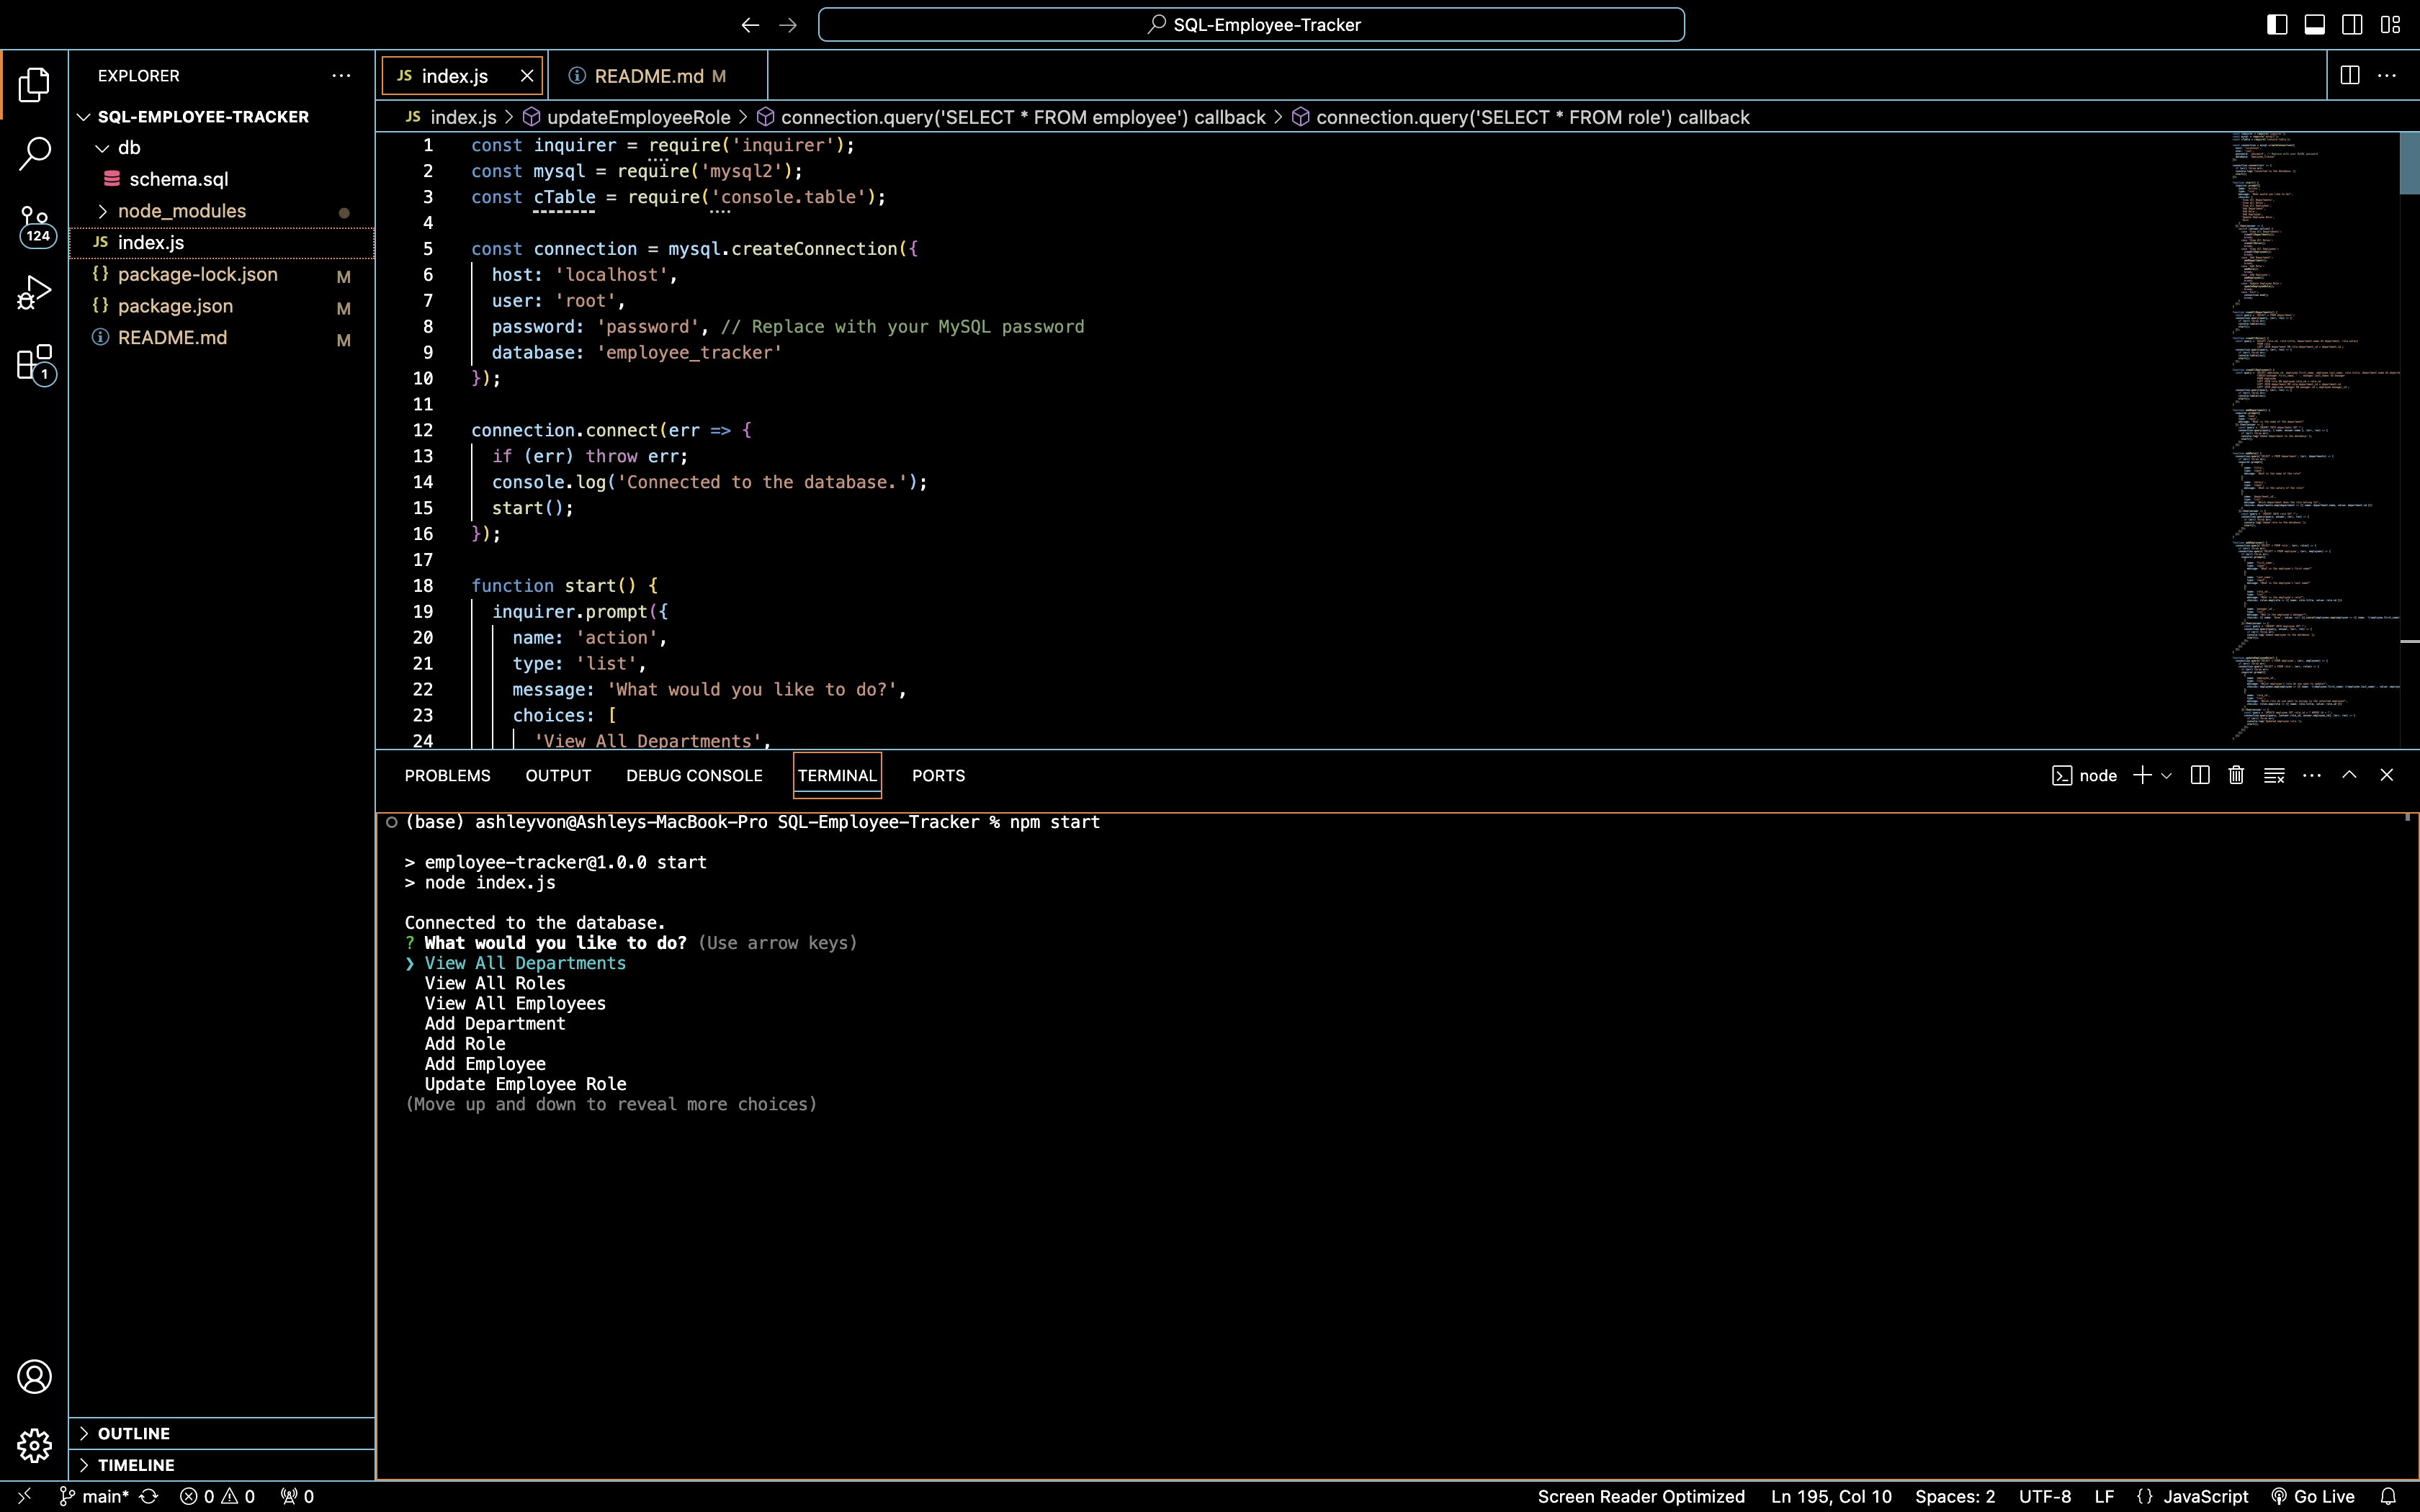 SQL-Employee-Tracker
EXPLORER
SQL-EMPLOYEE-TRACKER
db
schema.sql
node_modules
JS index.js
{} package-lock.json M
{} package.json M
README.md M
124
1
OUTLINE
TIMELINE
JS index.js
README.md M
JS index.js > updateEmployeeRole > connection.query('SELECT * FROM employee') callback > connection.query('SELECT * FROM role') callback
1 const inquirer = require('inquirer');
2 const mysql = require('mysql2');
3 const cTable = require('console.table');
4
5 const connection = mysql.createConnection({
6 host: 'localhost',
7 user: 'root',
8 password: 'password', // Replace with your MySQL password
9 database: 'employee_tracker'
10 });
11
12 connection.connect(err => {
13 if (err) throw err;
14 console.log('Connected to the database.');
15 start();
16 });
17
18 function start() {
19 inquirer.prompt({
20 name: 'action',
21 type: 'list',
22 message: 'What would you like to do?',
23 choices: [
24 'View All Departments',
PROBLEMS OUTPUT DEBUG CONSOLE TERMINAL PORTS
node
(base) ashleyvon@Ashleys-MacBook-Pro SQL-Employee-Tracker % npm start
> employee-tracker@1.0.0 start
> node index.js
Connected to the database.
? What would you like to do? (Use arrow keys)
❯ View All Departments
View All Roles
View All Employees
Add Department
Add Role
Add Employee
Update Employee Role
(Move up and down to reveal more choices)
main* 0 0 0
Screen Reader Optimized Ln 195, Col 10 Spaces: 2 UTF-8 LF {} JavaScript Go Live